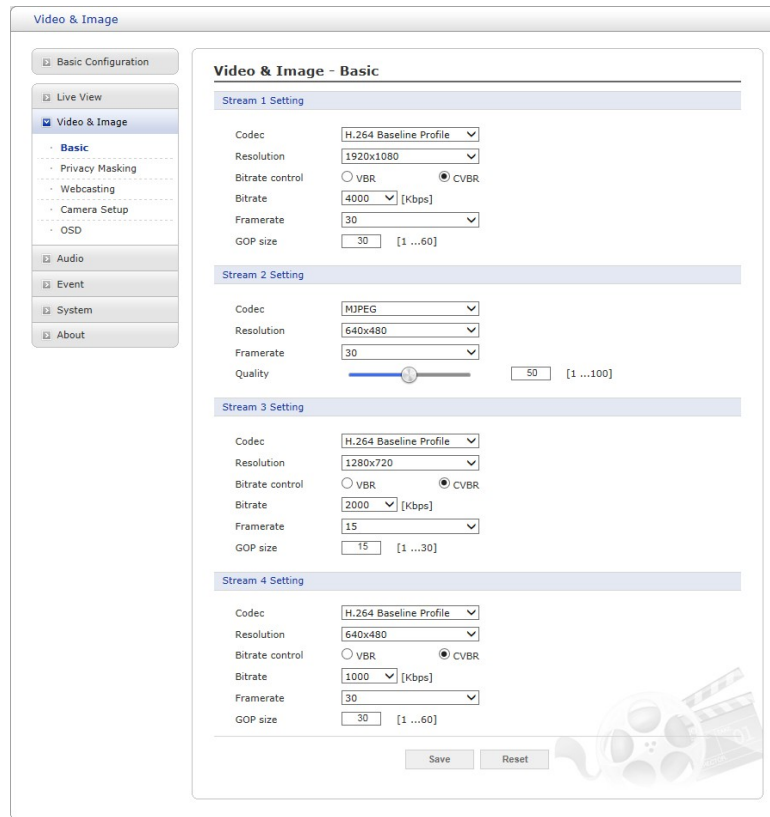 Video & Image
Basic Configuration
Live View
Video & Image
Basic
Privacy Masking
Webcasting
Camera Setup
OSD
Audio
Event
System
About
Video & Image - Basic
Stream 1 Setting
Codec H.264 Baseline Profile
Resolution 1920x1080
Bitrate control VBR CVBR
Bitrate 4000 [Kbps]
Framerate 30
GOP size 30 [1 ...60]
Stream 2 Setting
Codec MJPEG
Resolution 640x480
Framerate 30
Quality 50 [1 ...100]
Stream 3 Setting
Codec H.264 Baseline Profile
Resolution 1280x720
Bitrate control VBR CVBR
Bitrate 2000 [Kbps]
Framerate 15
GOP size 15 [1 ...30]
Stream 4 Setting
Codec H.264 Baseline Profile
Resolution 640x480
Bitrate control VBR CVBR
Bitrate 1000 [Kbps]
Framerate 30
GOP size 30 [1 ...60]
Save Reset